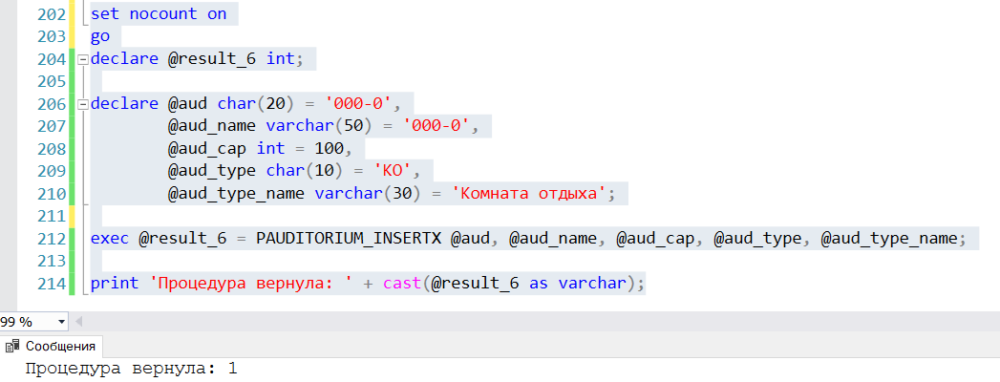 202 set nocount on
203 go
204 declare @result_6 int;
205
206 declare @aud char(20) = '000-0',
207 @aud_name varchar(50) = '000-0',
208 @aud_cap int = 100,
209 @aud_type char(10) = 'КО',
210 @aud_type_name varchar(30) = 'Комната отдыха';
211
212 exec @result_6 = PAUDITORIUM_INSERTX @aud, @aud_name, @aud_cap, @aud_type, @aud_type_name;
213
214 print 'Процедура вернула: ' + cast(@result_6 as varchar);
99 %
Сообщения
Процедура вернула: 1